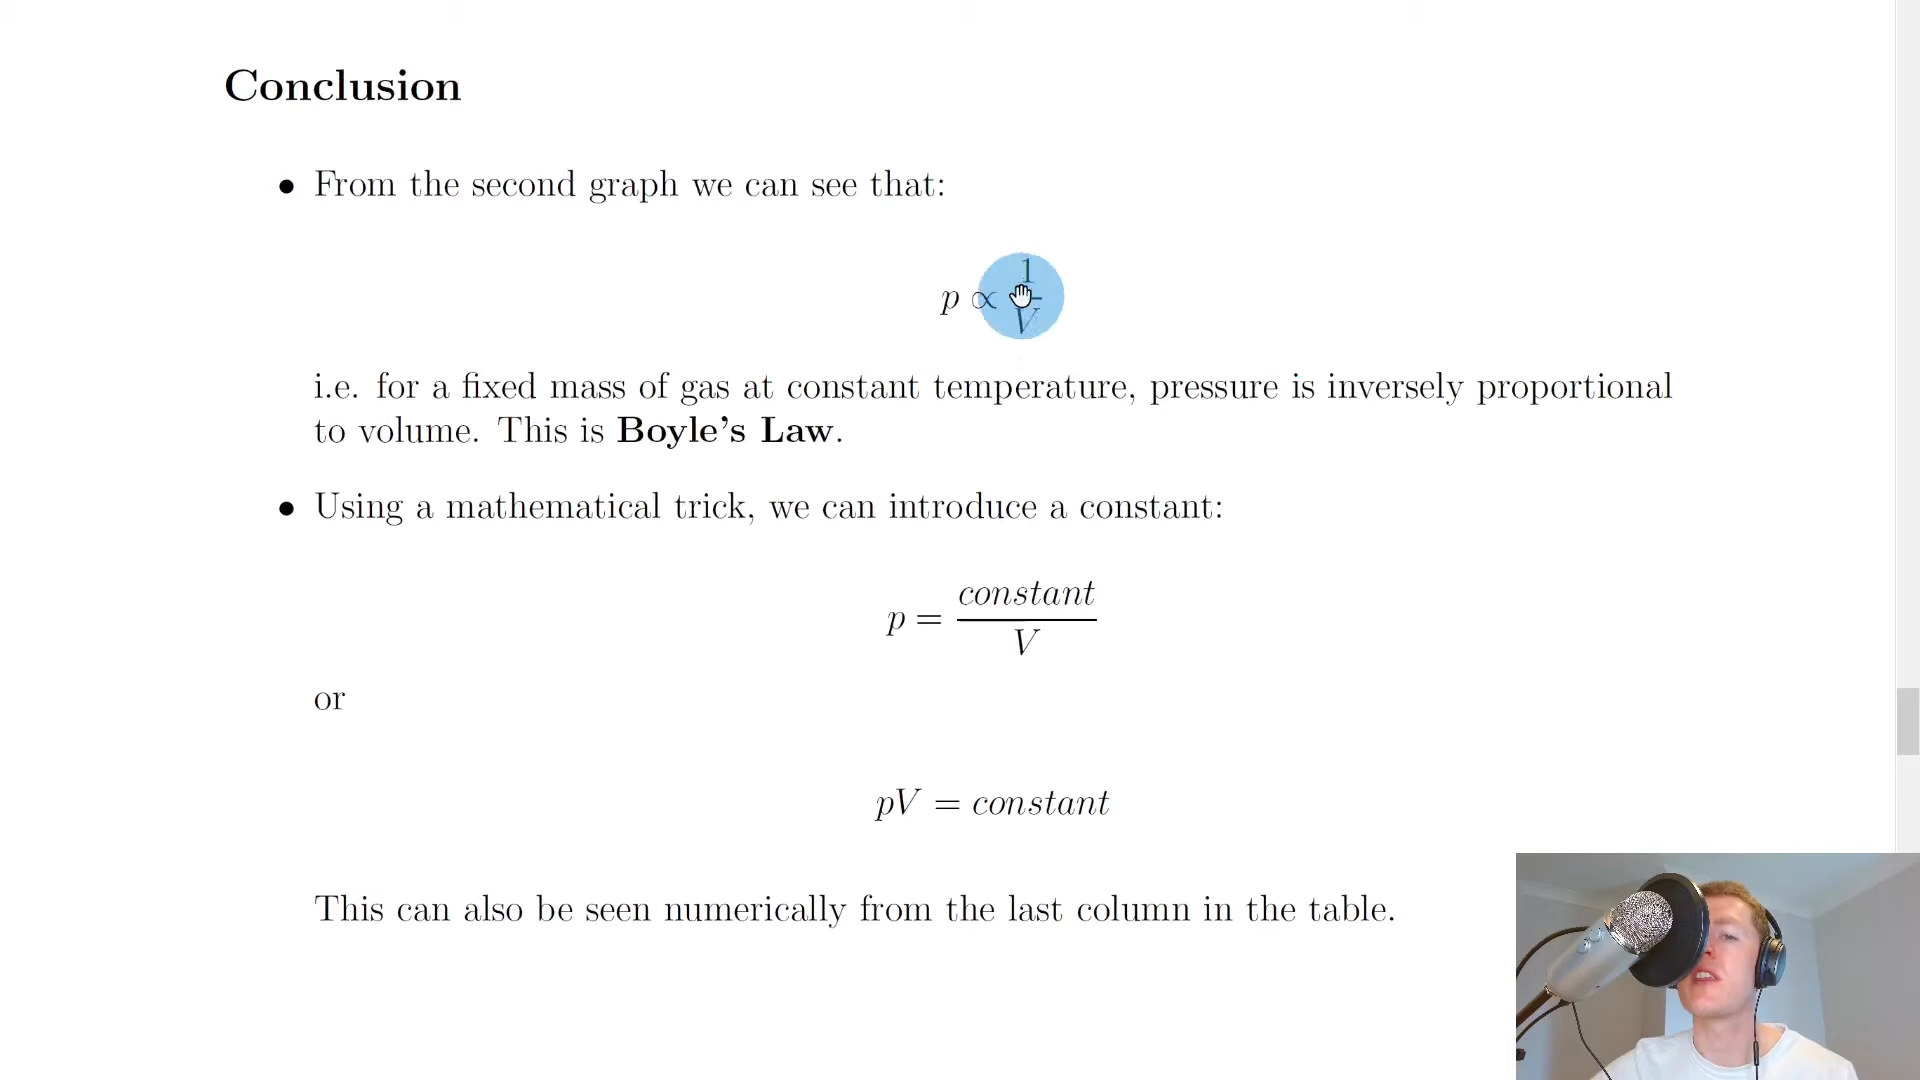 Conclusion
• From the second graph we can see that:
p ∝ 1/V
i.e. for a fixed mass of gas at constant temperature, pressure is inversely proportional
to volume. This is Boyle's Law.
• Using a mathematical trick, we can introduce a constant:
p = constant/V
or
pV = constant
This can also be seen numerically from the last column in the table.